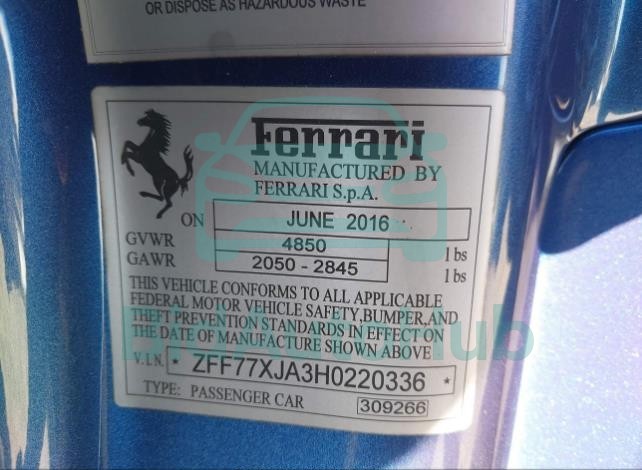 OR DISPOSE AS HAZARDOUS WASTE
Ferrari
MANUFACTURED BY
FERRARI S.p.A.
ON JUNE 2016
GVWR 4850 lbs
GAWR 2050 - 2845 lbs
THIS VEHICLE CONFORMS TO ALL APPLICABLE
FEDERAL MOTOR VEHICLE SAFETY,BUMPER,AND
THEFT PREVENTION STANDARDS IN EFFECT ON
THE DATE OF MANUFACTURE SHOWN ABOVE
V.I.N. * ZFF77XJA3H0220336 *
TYPE: PASSENGER CAR 309266